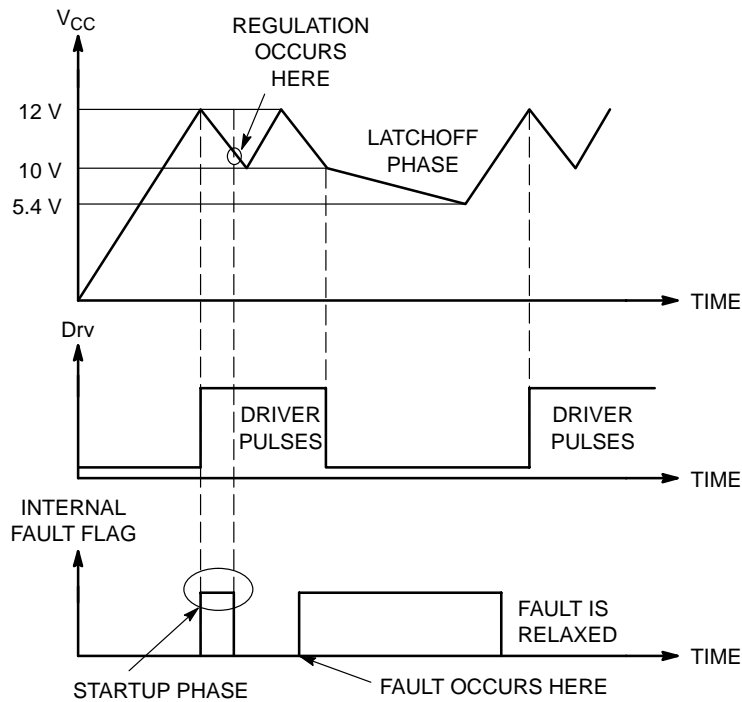 V_CC
REGULATION
OCCURS
HERE
12 V
LATCHOFF
PHASE
10 V
5.4 V
TIME
Drv
DRIVER
PULSES
DRIVER
PULSES
TIME
INTERNAL
FAULT FLAG
FAULT IS
RELAXED
TIME
STARTUP PHASE
FAULT OCCURS HERE